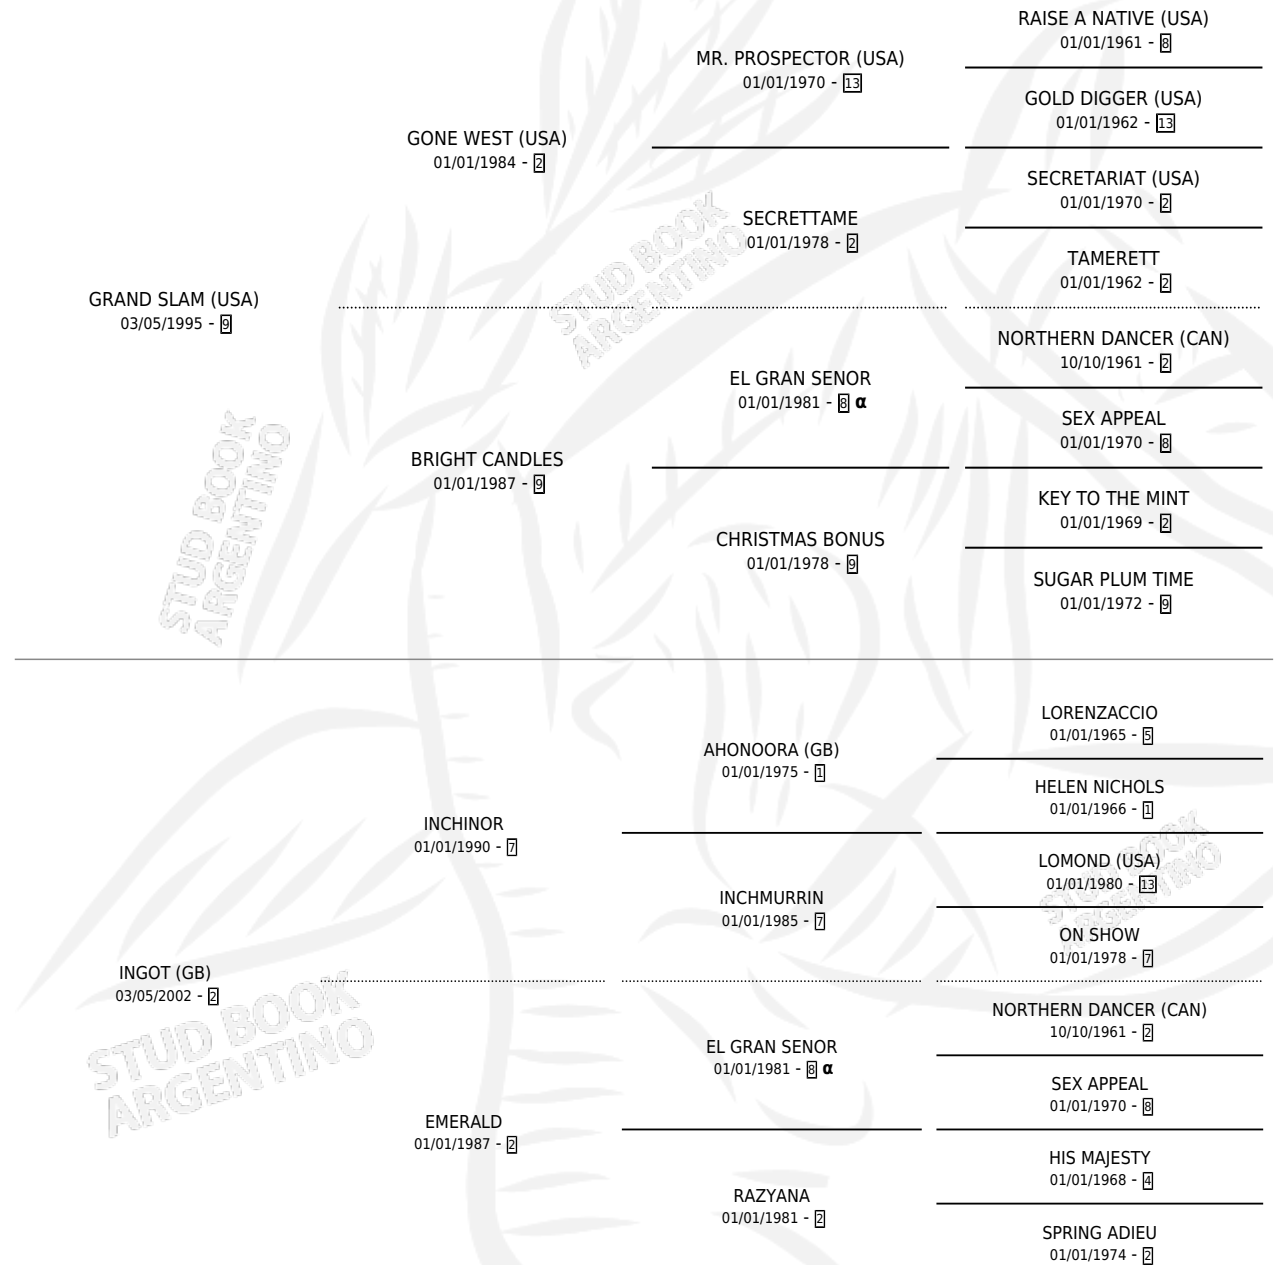 RAISE A NATIVE (USA)
01/01/1961 - 8
MR. PROSPECTOR (USA)
01/01/1970 - 13
GOLD DIGGER (USA)
01/01/1962 - 13
GONE WEST (USA)
01/01/1984 - 2
SECRETARIAT (USA)
01/01/1970 - 2
SECRETTAME
01/01/1978 - 2
TAMERETT
01/01/1962 - 2
GRAND SLAM (USA)
03/05/1995 - 9
NORTHERN DANCER (CAN)
10/10/1961 - 2
EL GRAN SENOR
01/01/1981 - 8 α
SEX APPEAL
01/01/1970 - 8
BRIGHT CANDLES
01/01/1987 - 9
KEY TO THE MINT
01/01/1969 - 2
CHRISTMAS BONUS
01/01/1978 - 9
SUGAR PLUM TIME
01/01/1972 - 9
LORENZACCIO
01/01/1965 - 5
AHONOORA (GB)
01/01/1975 - 1
HELEN NICHOLS
01/01/1966 - 1
INCHINOR
01/01/1990 - 7
LOMOND (USA)
01/01/1980 - 13
INCHMURRIN
01/01/1985 - 7
ON SHOW
01/01/1978 - 7
INGOT (GB)
03/05/2002 - 2
NORTHERN DANCER (CAN)
10/10/1961 - 2
EL GRAN SENOR
01/01/1981 - 8 α
SEX APPEAL
01/01/1970 - 8
EMERALD
01/01/1987 - 2
HIS MAJESTY
01/01/1968 - 4
RAZYANA
01/01/1981 - 2
SPRING ADIEU
01/01/1974 - 2
STUD BOOK
ARGENTINO
STUD BOOK
ARGENTINO
STUD BOOK
ARGENTINO
STUD BOOK
ARGENTINO